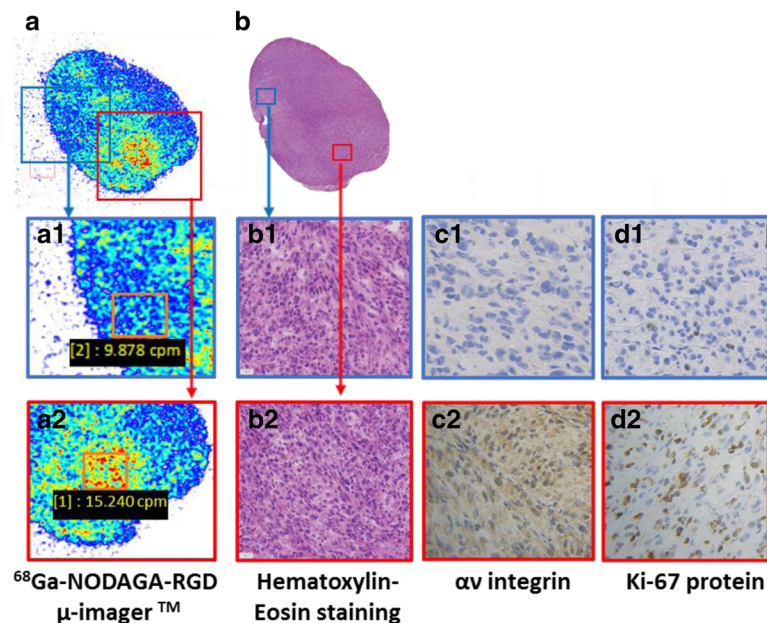 a
b
a1
b1
c1
d1
[2] : 9.878 cpm
a2
b2
c2
d2
[1] : 15.240 cpm
⁶⁸Ga-NODAGA-RGD
μ-imager ™
Hematoxylin-
Eosin staining
αv integrin
Ki-67 protein